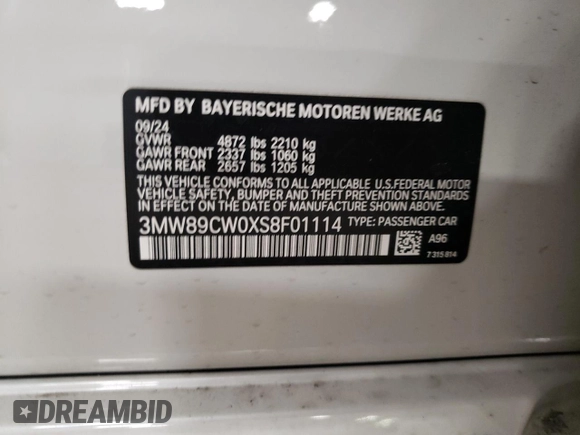 MFD BY BAYERISCHE MOTOREN WERKE AG
09/24
GVWR 4872 lbs 2210 kg
GAWR FRONT 2337 lbs 1060 kg
GAWR REAR 2657 lbs 1205 kg
THIS VEHICLE CONFORMS TO ALL APPLICABLE U.S.FEDERAL MOTOR
VEHICLE SAFETY, BUMPER AND THEFT PREVENTION STANDARDS
IN EFFECT ON THE DATE OF MANUFACTURE SHOWN ABOVE.
3MW89CW0XS8F01114 TYPE: PASSENGER CAR
A96
7 315 814
DREAMBID